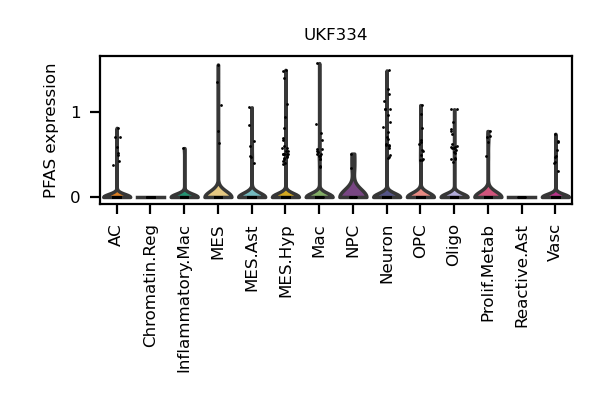 UKF334
PFAS expression
1
0
AC
Chromatin.Reg
Inflammatory.Mac
MES
MES.Ast
MES.Hyp
Mac
NPC
Neuron
OPC
Oligo
Prolif.Metab
Reactive.Ast
Vasc